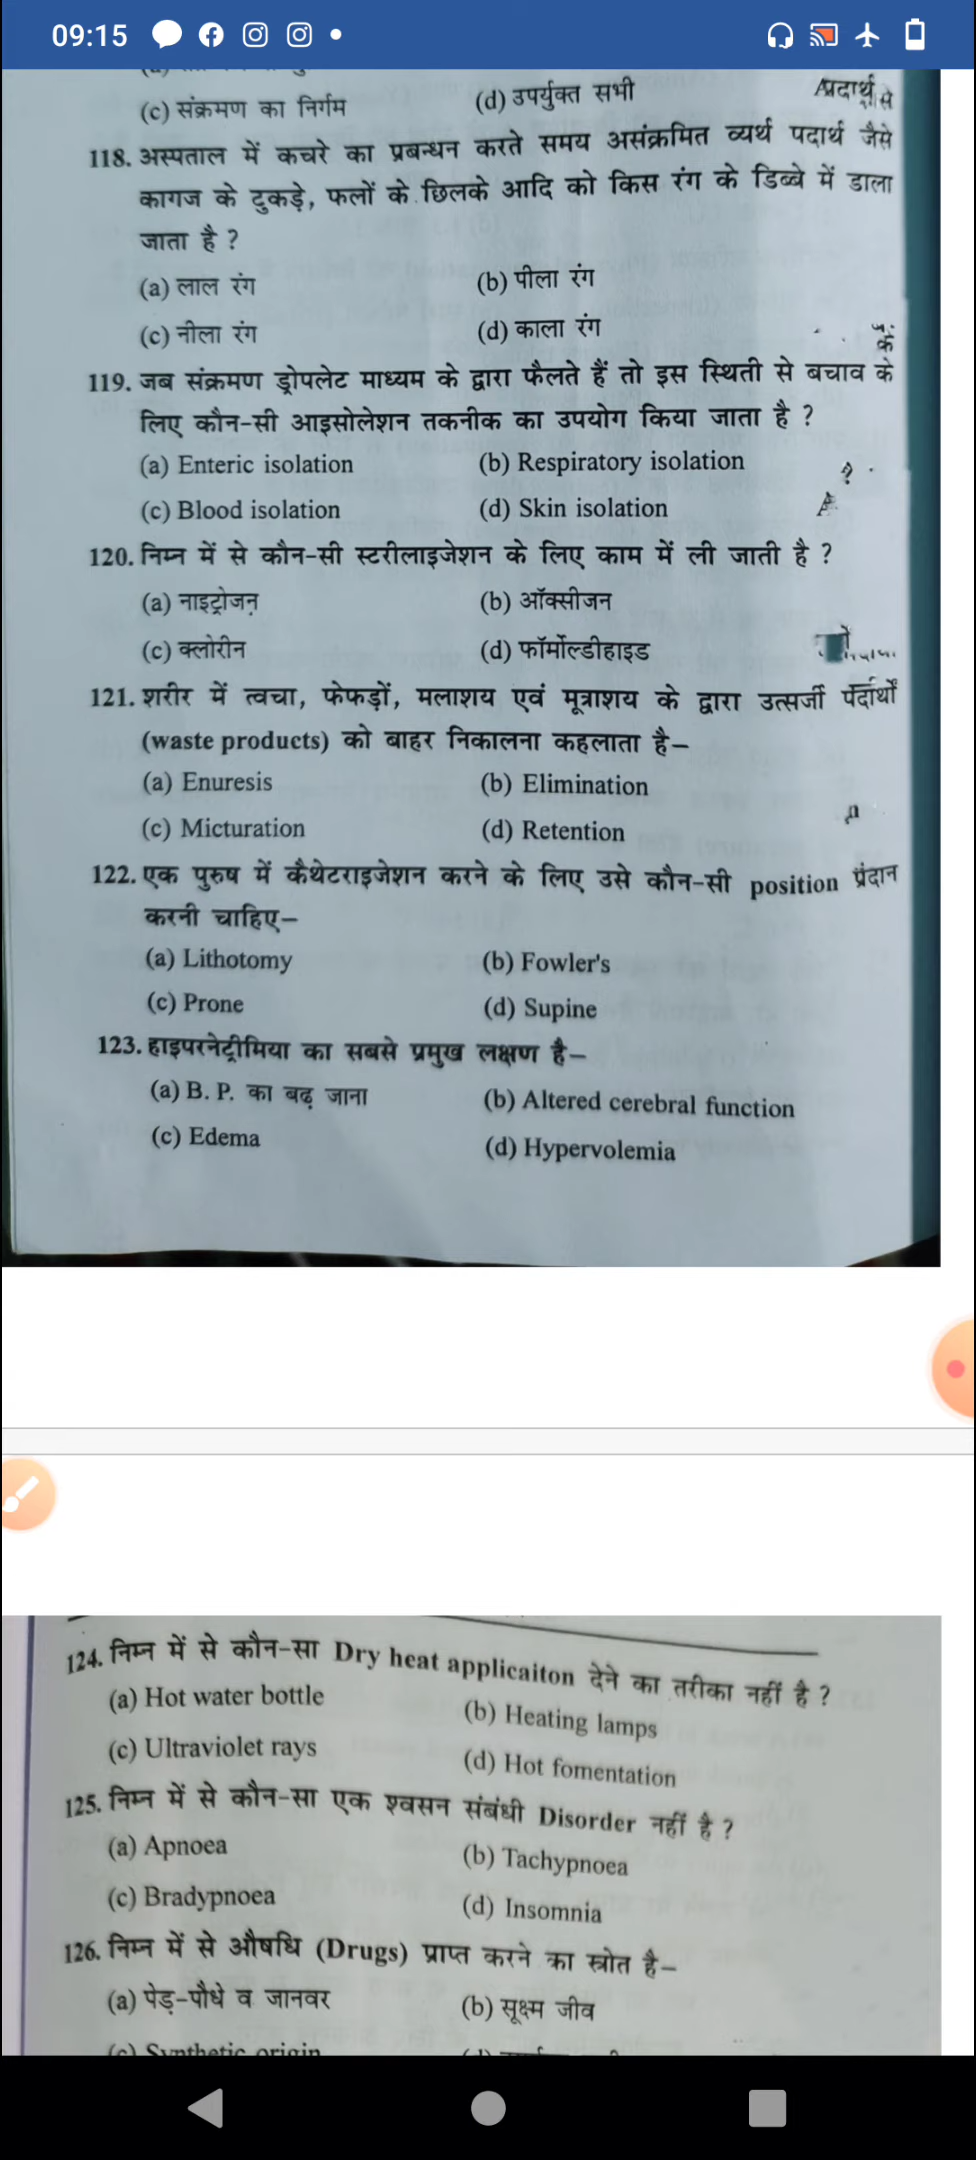 09:15
(c) संक्रमण का निर्गम
(d) उपर्युक्त सभी
118. अस्पताल में कचरे का प्रबन्धन करते समय असंक्रमित व्यर्थ पदार्थ जैसे
कागज के टुकड़े, फलों के छिलके आदि को किस रंग के डिब्बे में डाला
जाता है ?
(a) लाल रंग
(b) पीला रंग
(c) नीला रंग
(d) काला रंग
119. जब संक्रमण ड्रोपलेट माध्यम के द्वारा फैलते हैं तो इस स्थिती से बचाव के
लिए कौन-सी आइसोलेशन तकनीक का उपयोग किया जाता है ?
(a) Enteric isolation
(b) Respiratory isolation
(c) Blood isolation
(d) Skin isolation
120. निम्न में से कौन-सी स्टरीलाइजेशन के लिए काम में ली जाती है ?
(a) नाइट्रोजन
(b) ऑक्सीजन
(c) क्लोरीन
(d) फॉर्मोल्डीहाइड
121. शरीर में त्वचा, फेफड़ों, मलाशय एवं मूत्राशय के द्वारा उत्सर्जी पदार्थों
(waste products) को बाहर निकालना कहलाता है–
(a) Enuresis
(b) Elimination
(c) Micturation
(d) Retention
122. एक पुरुष में कैथेटराइजेशन करने के लिए उसे कौन-सी position प्रदान
करनी चाहिए–
(a) Lithotomy
(b) Fowler's
(c) Prone
(d) Supine
123. हाइपरनेट्रीमिया का सबसे प्रमुख लक्षण है–
(a) B. P. का बढ़ जाना
(b) Altered cerebral function
(c) Edema
(d) Hypervolemia
124. निम्न में से कौन-सा Dry heat applicaiton देने का तरीका नहीं है ?
(a) Hot water bottle
(b) Heating lamps
(c) Ultraviolet rays
(d) Hot fomentation
125. निम्न में से कौन-सा एक श्वसन संबंधी Disorder नहीं है ?
(a) Apnoea
(b) Tachypnoea
(c) Bradypnoea
(d) Insomnia
126. निम्न में से औषधि (Drugs) प्राप्त करने का स्त्रोत है–
(a) पेड़-पौधे व जानवर
(b) सूक्ष्म जीव
(c) Synthetic origin